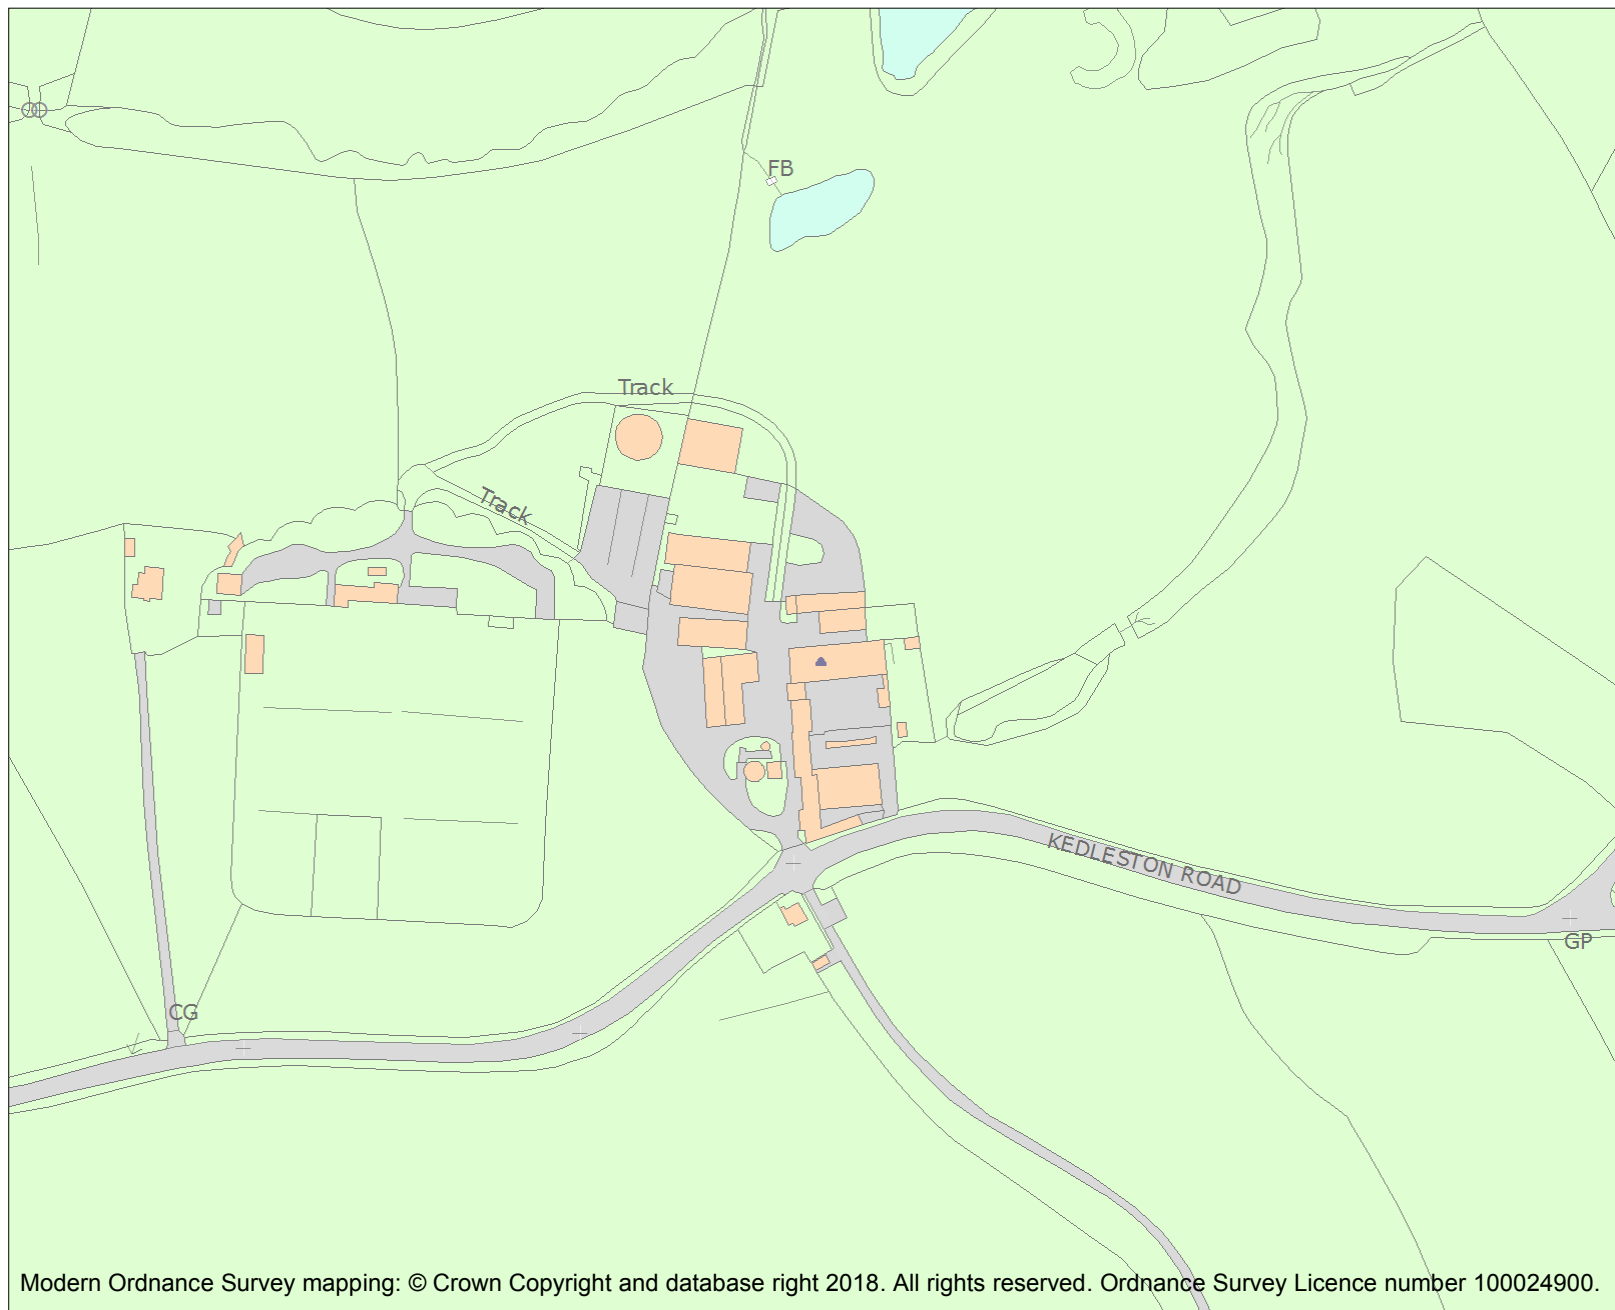 FB
Track
Track
KEDLESTON ROAD
GP
CG
Modern Ordnance Survey mapping: © Crown Copyright and database right 2018. All rights reserved. Ordnance Survey Licence number 100024900.